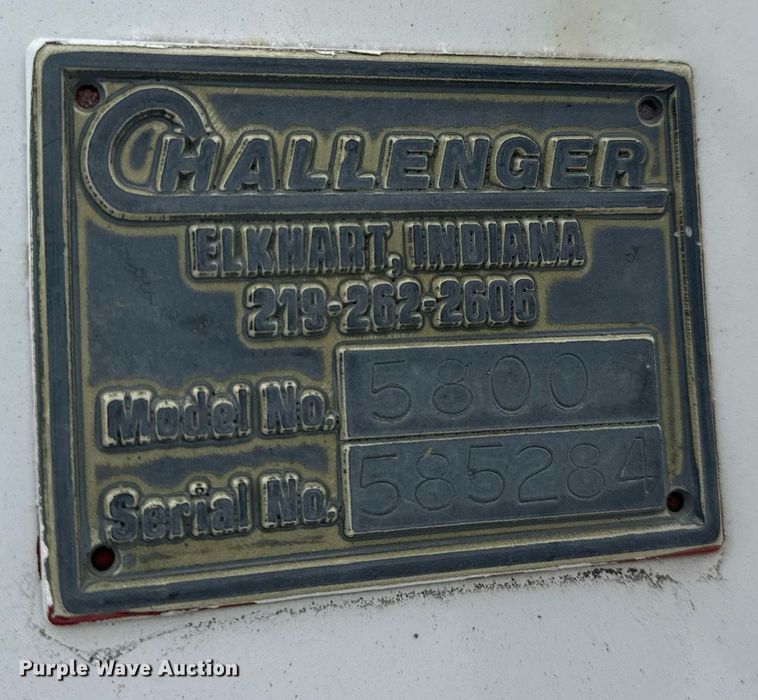 CHALLENGER
ELKHART, INDIANA
219-262-2606
Model No. 5800
Serial No. 585284
Purple Wave Auction